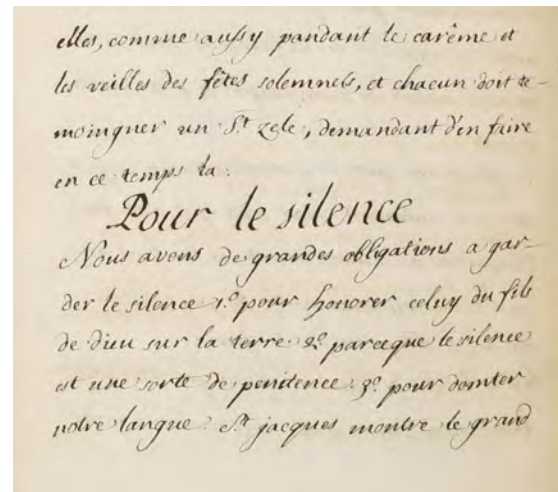 elles, comme aussy pandant le carême et
les veilles des fêtes solemnels, et chacun doit te-
moingner un St zele, demandant d'en faire
en ce temps la.
Pour le silence
Nous avons de grandes obligations a gar-
der le silence 1º pour honorer celuy du fils
de dieu sur la terre 2º parceque le silence
est une sorte de penitence. 3º pour domter
notre langue. St jacques montre le grand